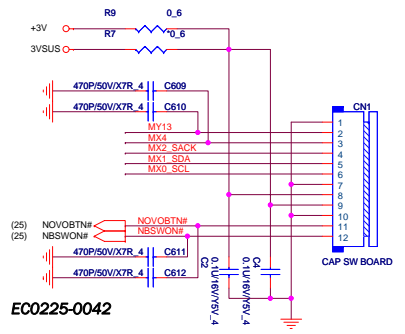 R9 0_6
+3V
R7 *0_6
3VSUS
470P/50V/X7R_4 C609
470P/50V/X7R_4 C610
CN1
MY13
MX4
MX2_SACK
MX1_SDA
MX0_SCL
1
2
3
4
5
6
7
8
9
10
11
12
(25) NOVOBTN# NOVOBTN#
(25) NBSWON# NBSWON#
470P/50V/X7R_4 C611
470P/50V/X7R_4 C612
C2
0.1U/16V/Y5V_4
C4
0.1U/16V/Y5V_4
CAP SW BOARD
EC0225-0042